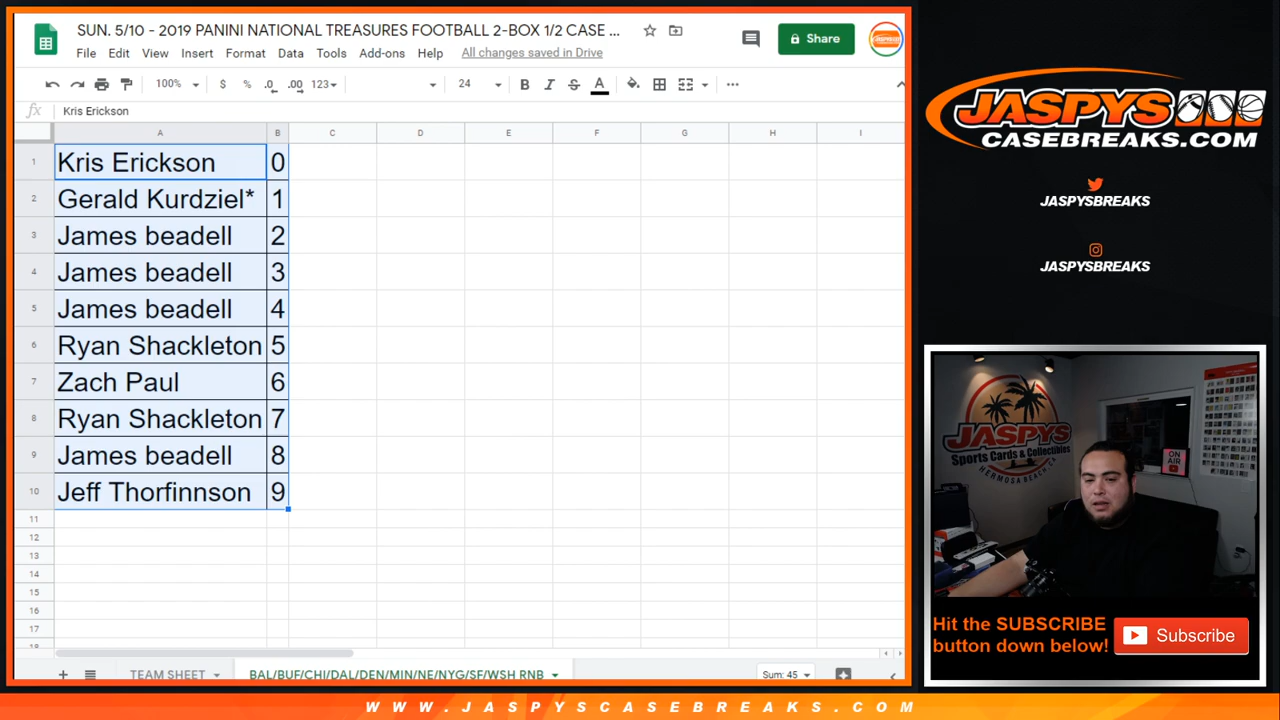 SUN. 5/10 - 2019 PANINI NATIONAL TREASURES FOOTBALL 2-BOX 1/2 CASE ...
File Edit View Insert Format Data Tools Add-ons Help All changes saved in Drive
Share
100% $ % .0 .00 123 24 B I S A ...
fx Kris Erickson
A B C D E F G H I
1 Kris Erickson 0
2 Gerald Kurdziel* 1
3 James beadell 2
4 James beadell 3
5 James beadell 4
6 Ryan Shackleton 5
7 Zach Paul 6
8 Ryan Shackleton 7
9 James beadell 8
10 Jeff Thorfinnson 9
11
12
13
14
15
16
17
18
TEAM SHEET BAL/BUF/CHI/DAL/DEN/MIN/NE/NYG/SF/WSH RNB Sum: 45
JASPYS
CASEBREAKS.COM
JASPYSBREAKS
JASPYSBREAKS
JASPYS
Sports Cards & Collectibles
HERMOSA BEACH, CA
ON AIR
Hit the SUBSCRIBE
button down below!
Subscribe
WWW.JASPYSCASEBREAKS.COM